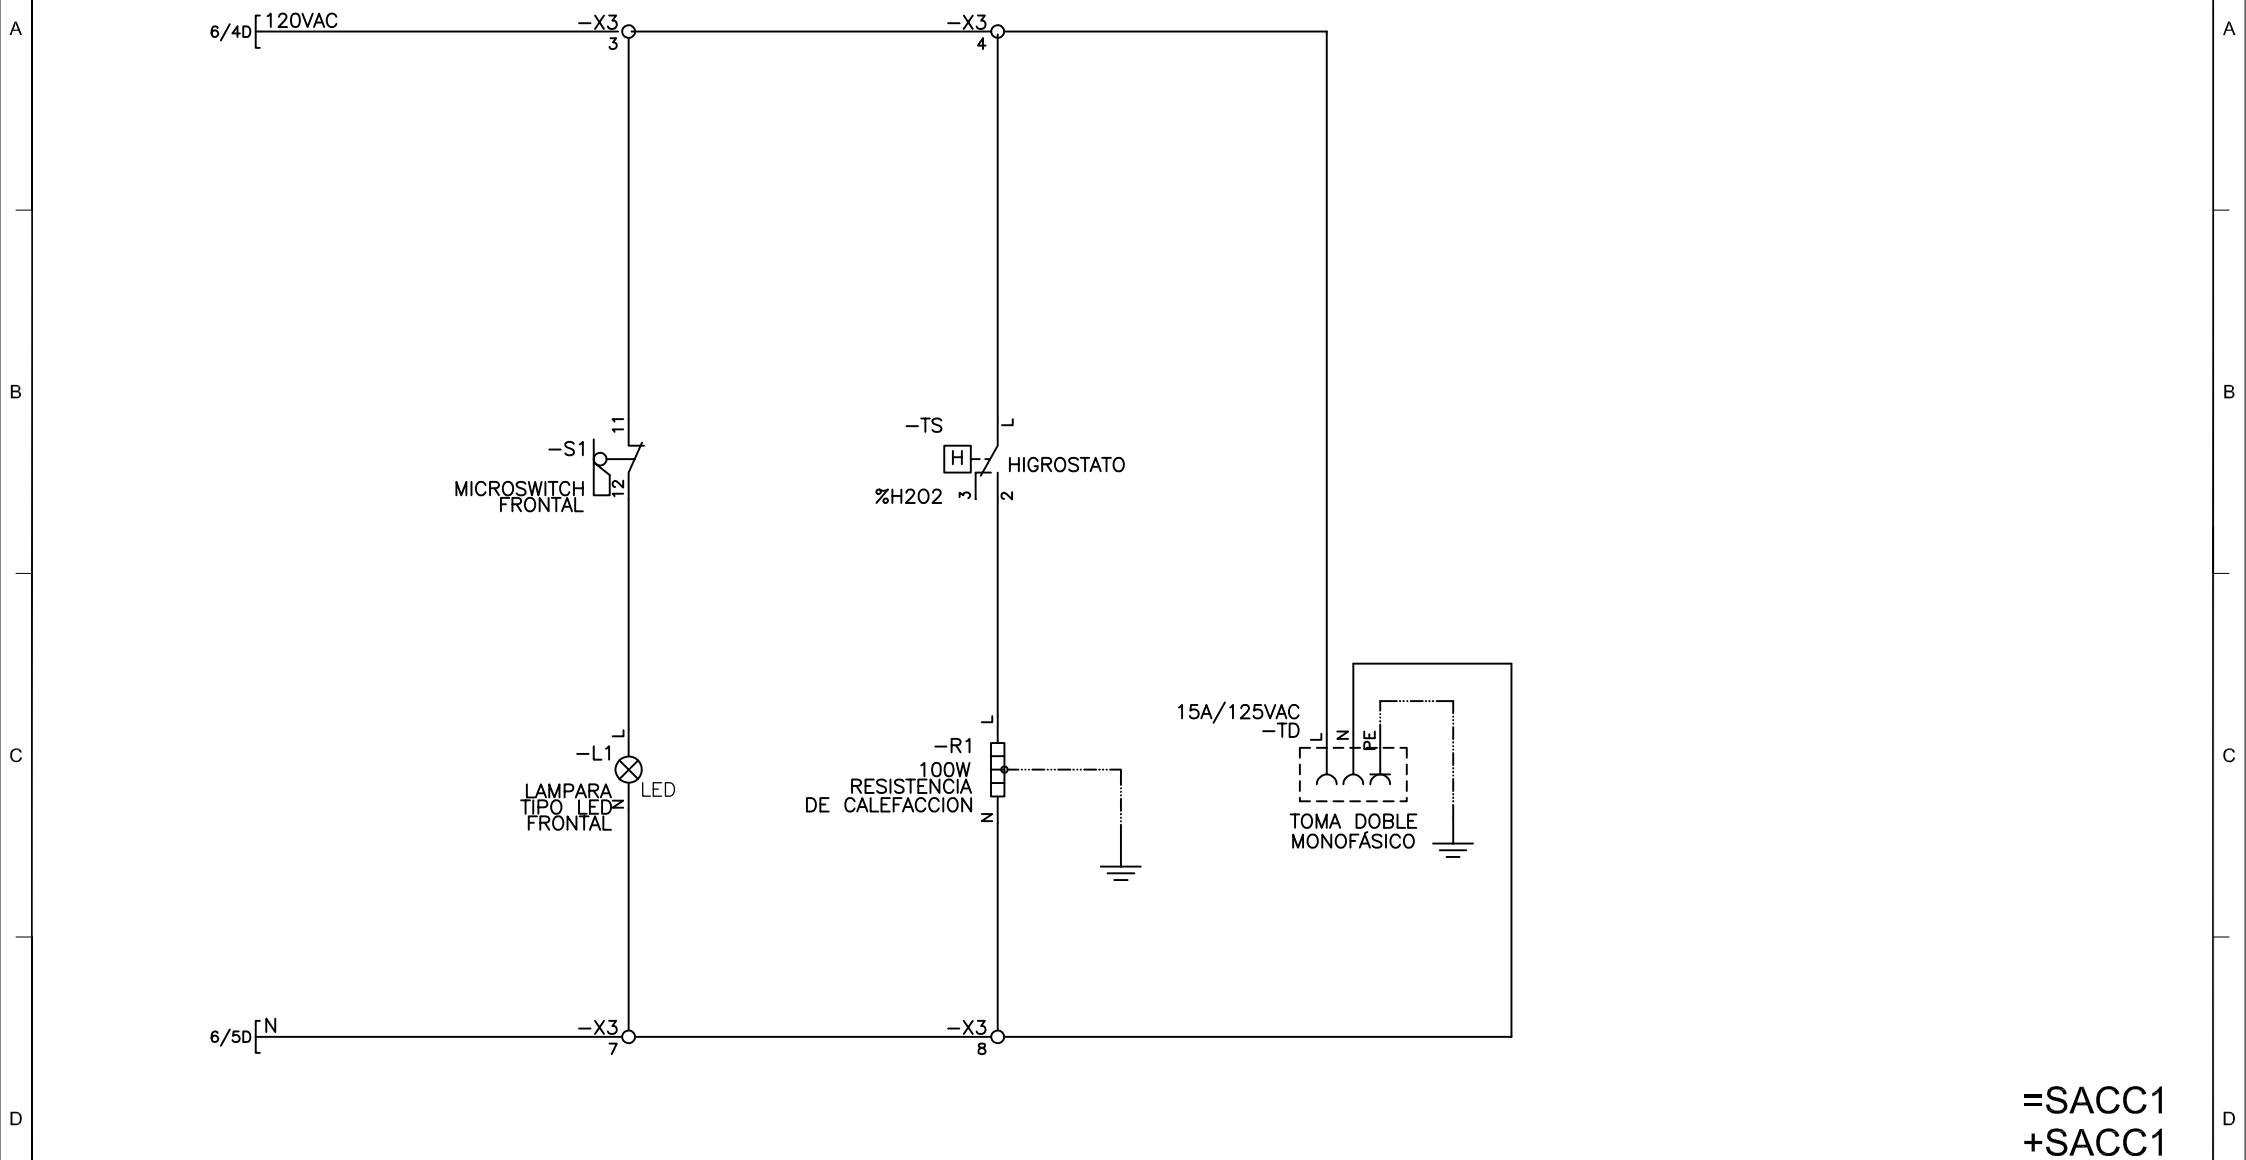 A
A
6/4D
120VAC
-X3
3
-X3
4
B
B
11
-S1
MICROSWITCH
FRONTAL
12
-TS
L
H
HIGROSTATO
%H2O2
3
2
C
C
L
-L1
LED
LAMPARA
TIPO LED
FRONTAL
N
L
-R1
100W
RESISTENCIA
DE CALEFACCION
N
15A/125VAC
-TD
L
N
PE
TOMA DOBLE
MONOFÁSICO
6/5D
N
-X3
7
-X3
8
D
D
=SACC1
+SACC1